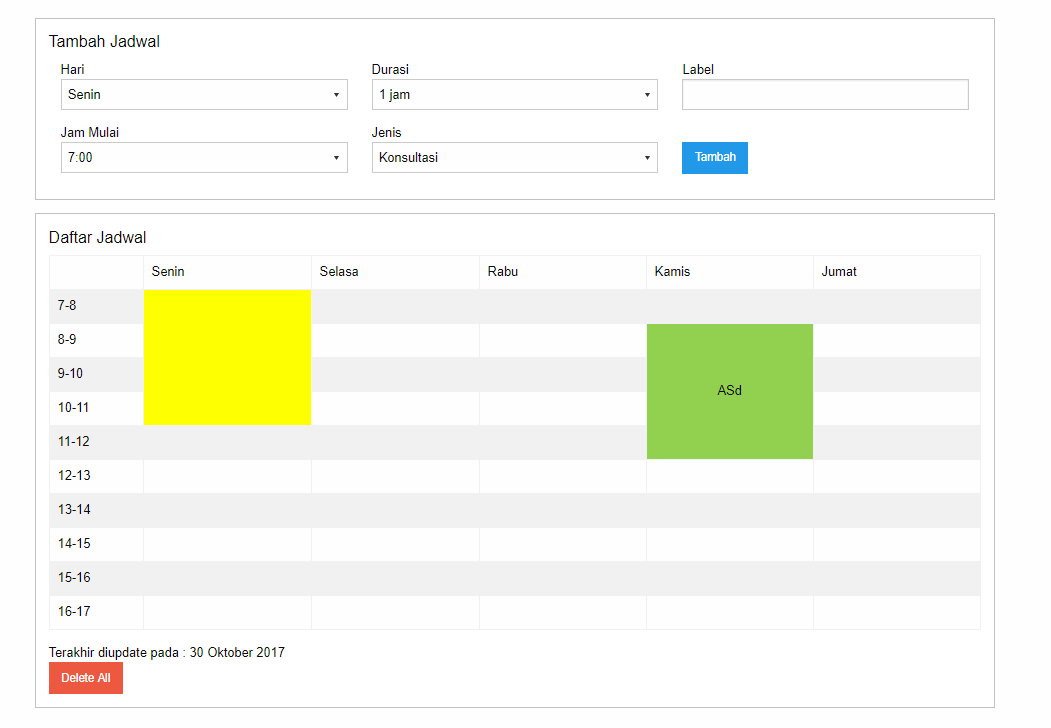 Tambah Jadwal
Hari Durasi Label
Senin 1 jam
Jam Mulai Jenis
7:00 Konsultasi Tambah
Daftar Jadwal
Senin Selasa Rabu Kamis Jumat
7-8
8-9
9-10
ASd
10-11
11-12
12-13
13-14
14-15
15-16
16-17
Terakhir diupdate pada : 30 Oktober 2017
Delete All